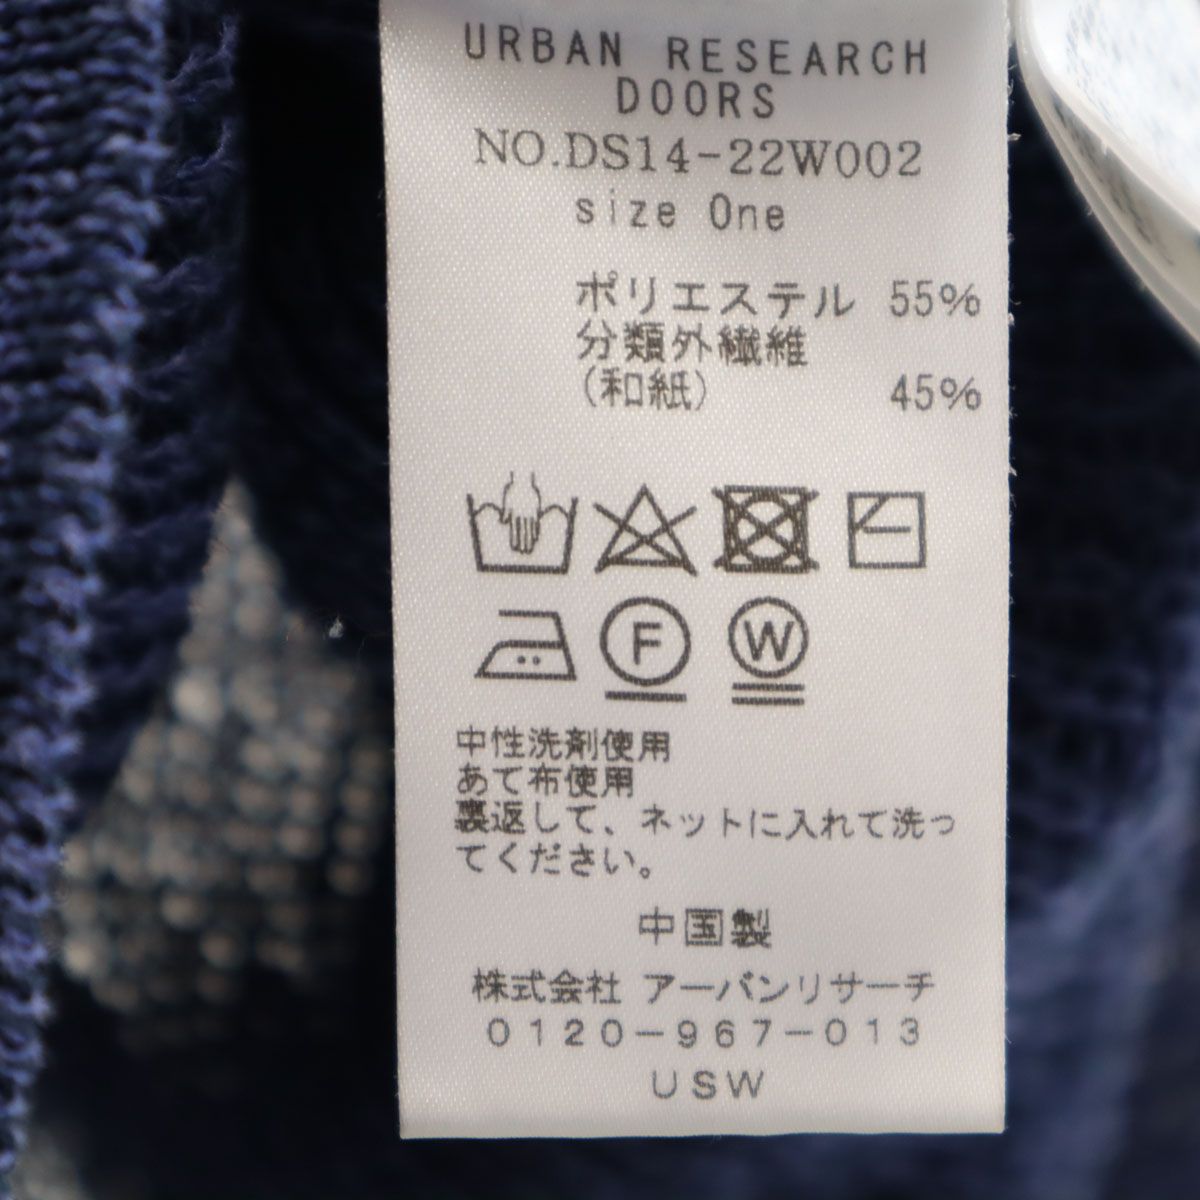 URBAN RESEARCH
DOORS
NO.DS14-22W002
size One
ポリエステル 55%
分類外繊維
(和紙) 45%
F W
中性洗剤使用
あて布使用
裏返して、ネットに入れて洗っ
てください。
中国製
株式会社 アーバンリサーチ
0120-967-013
USW